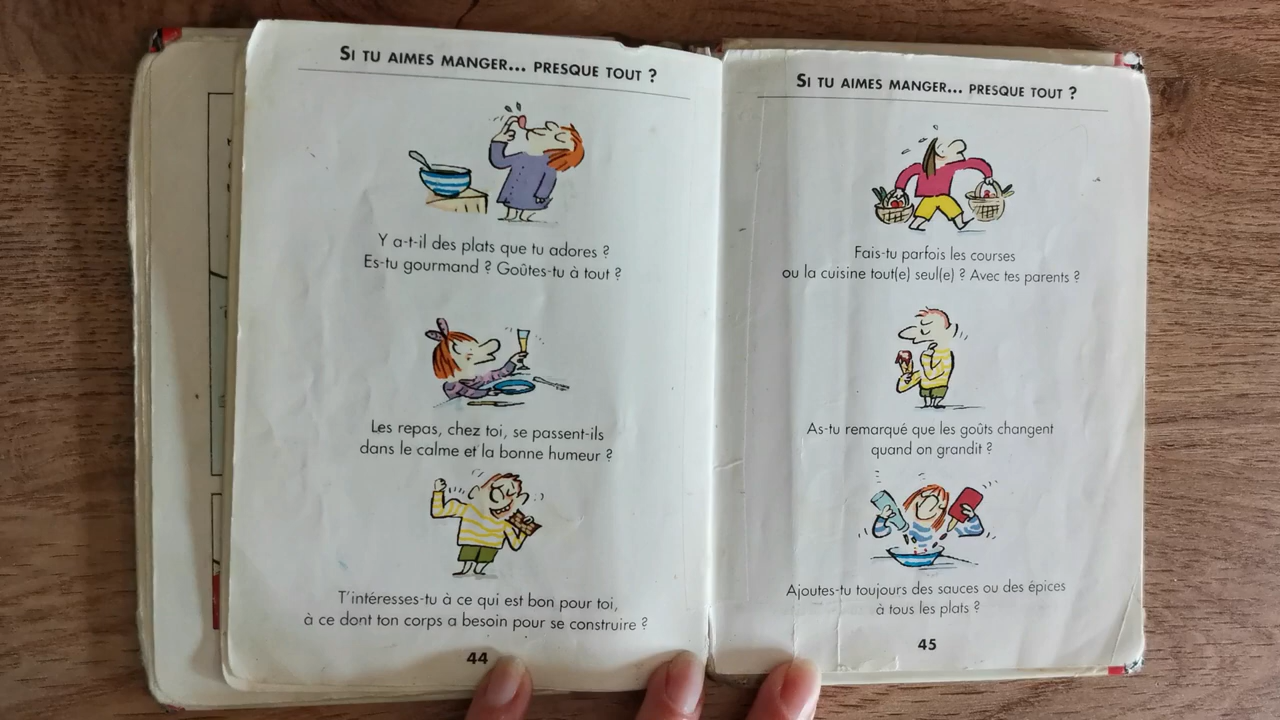 SI TU AIMES MANGER... PRESQUE TOUT ?
Y a-t-il des plats que tu adores ?
Es-tu gourmand ? Goûtes-tu à tout ?
Les repas, chez toi, se passent-ils
dans le calme et la bonne humeur ?
T'intéresses-tu à ce qui est bon pour toi,
à ce dont ton corps a besoin pour se construire ?
44
SI TU AIMES MANGER... PRESQUE TOUT ?
Fais-tu parfois les courses
ou la cuisine tout(e) seul(e) ? Avec tes parents ?
As-tu remarqué que les goûts changent
quand on grandit ?
Ajoutes-tu toujours des sauces ou des épices
à tous les plats ?
45